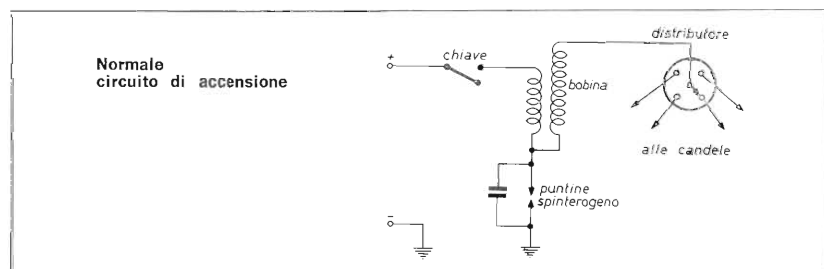 Normale
circuito di accensione
+
chiave
distributore
bobina
alle candele
puntine
spinterogeno
-